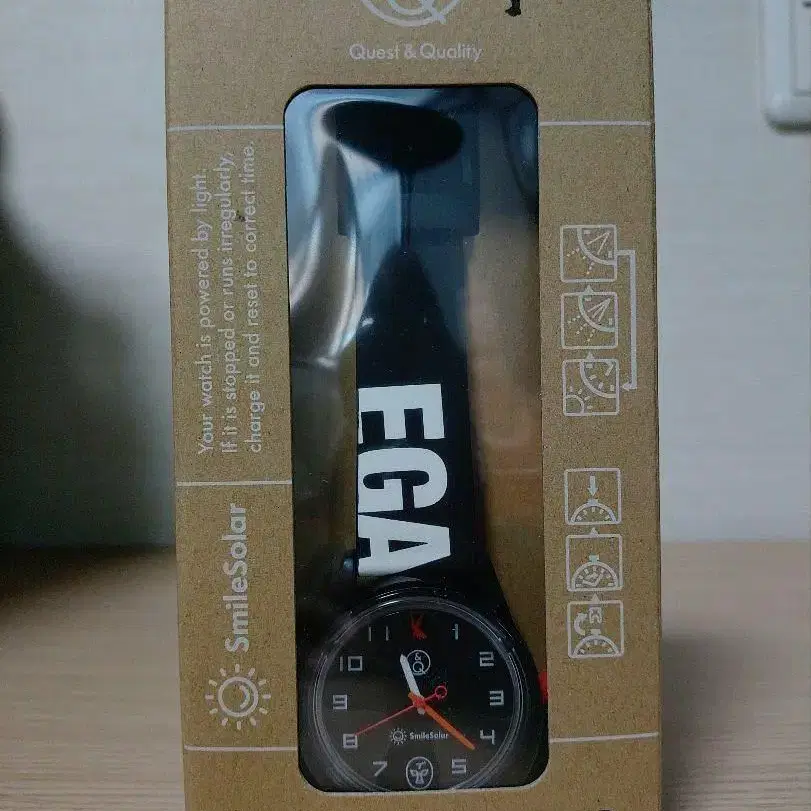 Q
Quest & Quality
Your watch is powered by light.
If it is stopped or runs irregularly,
charge it and reset to correct time.
SmileSolar
EGA
11 1
10 2
9 3
8 4
7 5
&
Q
SmileSolar